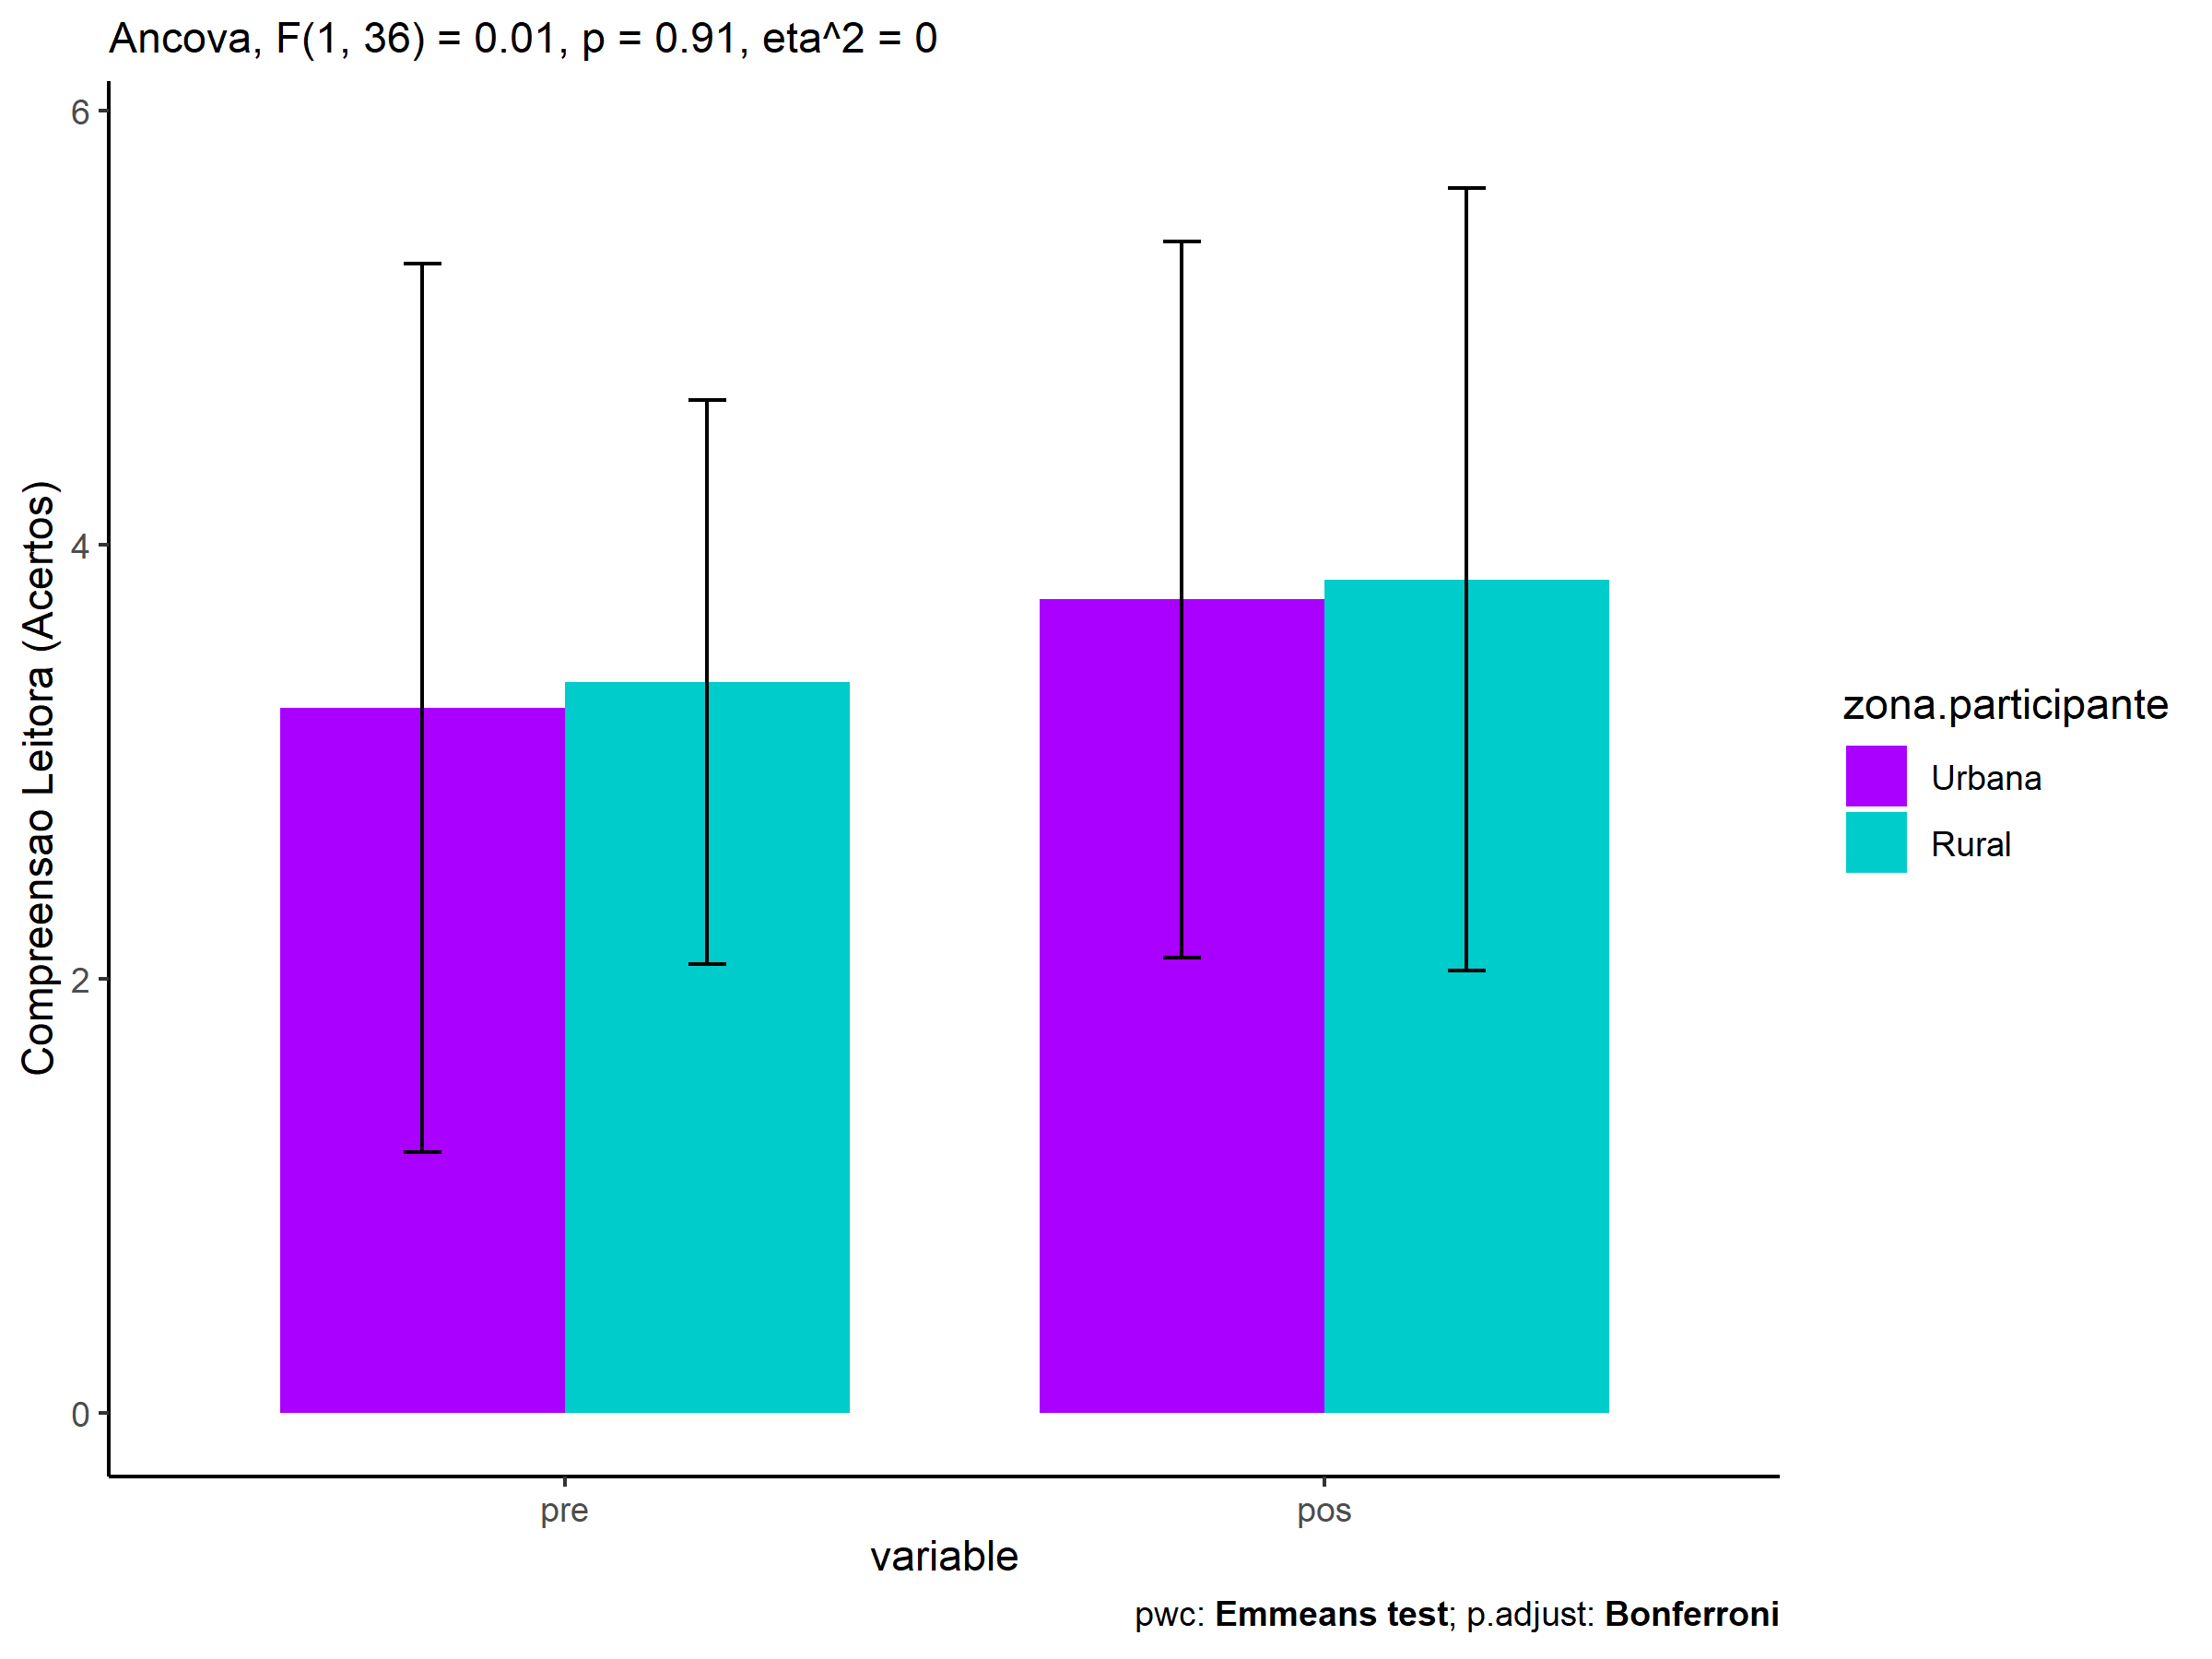 Ancova, F(1, 36) = 0.01, p = 0.91, eta^2 = 0
Compreensao Leitora (Acertos)
6
4
2
0
pre
pos
variable
zona.participante
Urbana
Rural
pwc: Emmeans test; p.adjust: Bonferroni